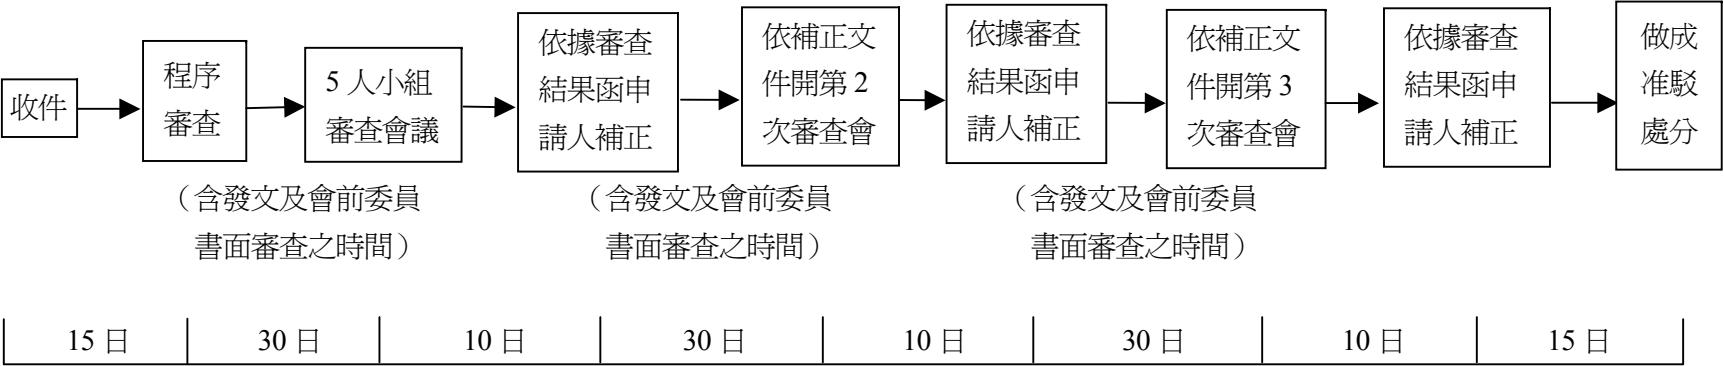 收件
程序
審查
5 人小組
審查會議
依據審查
結果函申
請人補正
依補正文
件開第 2
次審查會
依據審查
結果函申
請人補正
依補正文
件開第 3
次審查會
依據審查
結果函申
請人補正
做成
准駁
處分
（含發文及會前委員
書面審查之時間）
（含發文及會前委員
書面審查之時間）
（含發文及會前委員
書面審查之時間）
15 日
30 日
10 日
30 日
10 日
30 日
10 日
15 日